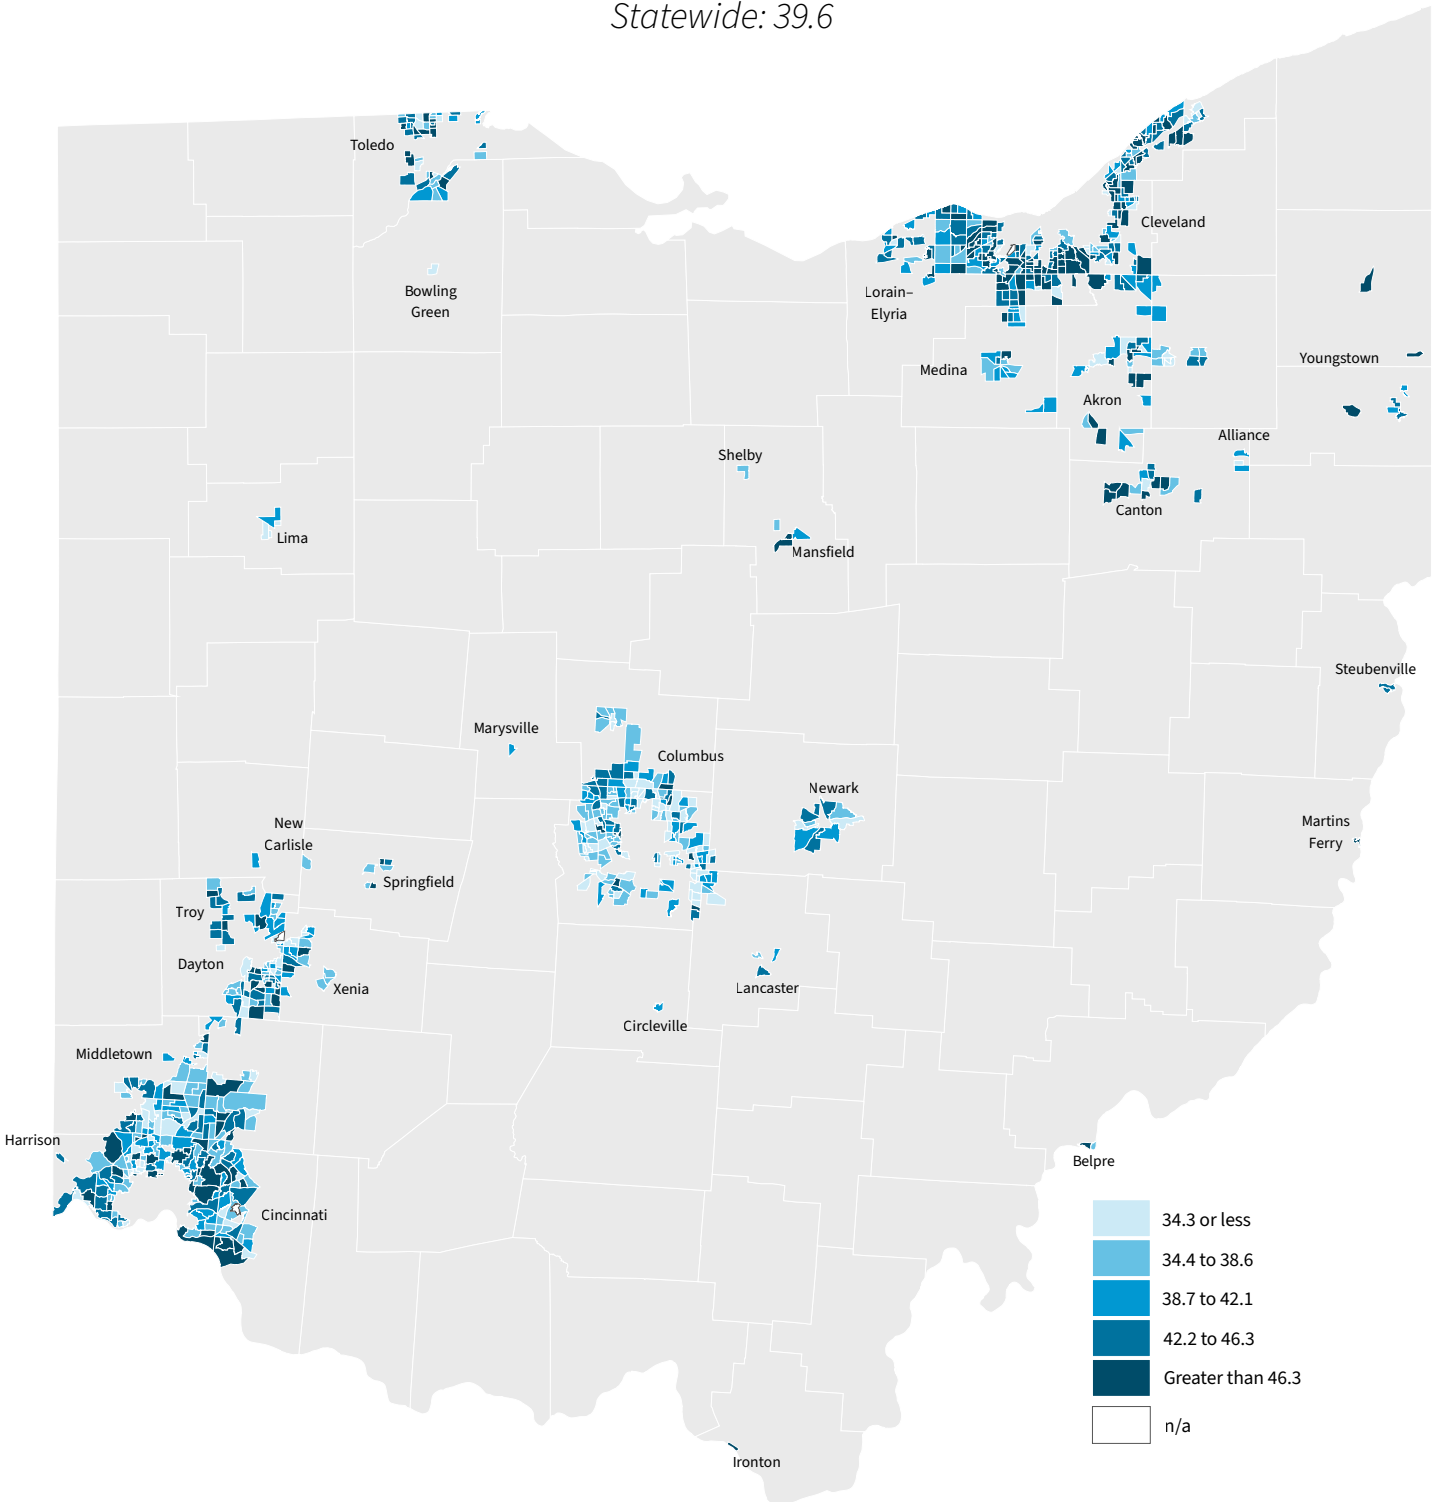 Statewide: 39.6
Toledo
Cleveland
Bowling
Green
Lorain–
Elyria
Youngstown
Medina
Akron
Alliance
Shelby
Canton
Lima
Mansfield
Steubenville
Marysville
Columbus
Newark
New
Carlisle
Martins
Ferry
Springfield
Troy
Dayton
Xenia
Lancaster
Circleville
Middletown
Harrison
Belpre
Cincinnati
34.3 or less
34.4 to 38.6
38.7 to 42.1
42.2 to 46.3
Greater than 46.3
n/a
Ironton